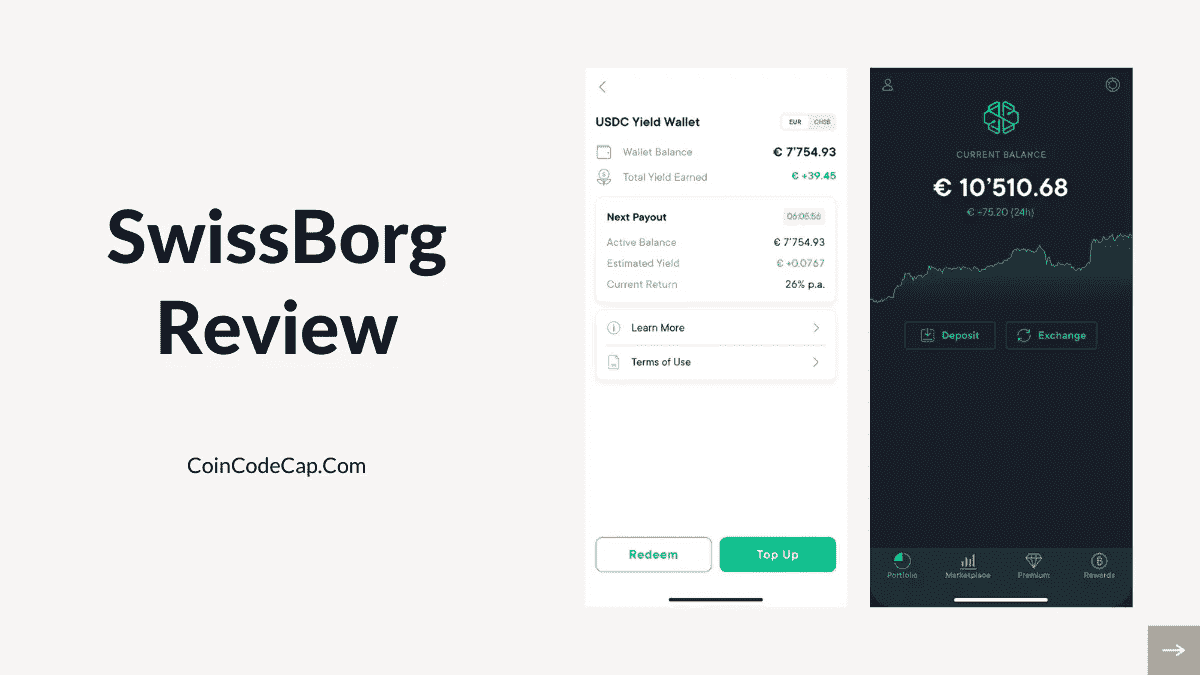 SwissBorg
Review
CoinCodeCap.Com
USDC Yield Wallet
EUR CHSB
Wallet Balance € 7'754.93
Total Yield Earned € +39.45
Next Payout 06:05:56
Active Balance € 7'754.93
Estimated Yield € +0.0767
Current Return 26% p.a.
Learn More
Terms of Use
Redeem
Top Up
CURRENT BALANCE
€ 10'510.68
€ +75.20 (24h)
Deposit
Exchange
Portfolio Marketplace Premium Rewards